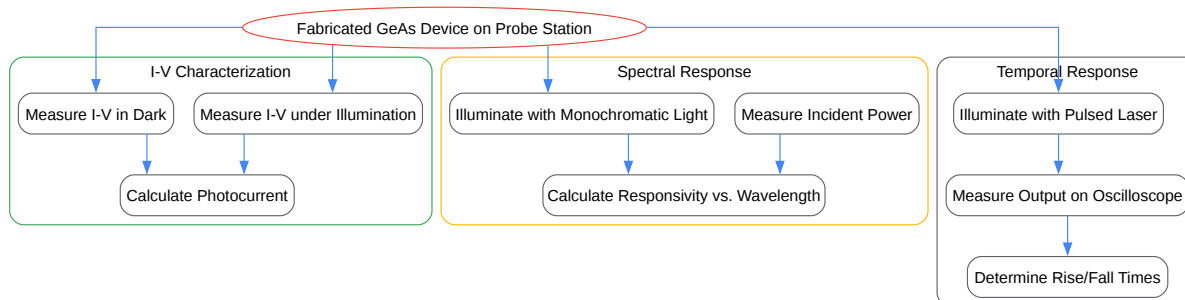 Fabricated GeAs Device on Probe Station
I-V Characterization
Measure I-V in Dark
Measure I-V under Illumination
Calculate Photocurrent
Spectral Response
Illuminate with Monochromatic Light
Measure Incident Power
Calculate Responsivity vs. Wavelength
Temporal Response
Illuminate with Pulsed Laser
Measure Output on Oscilloscope
Determine Rise/Fall Times